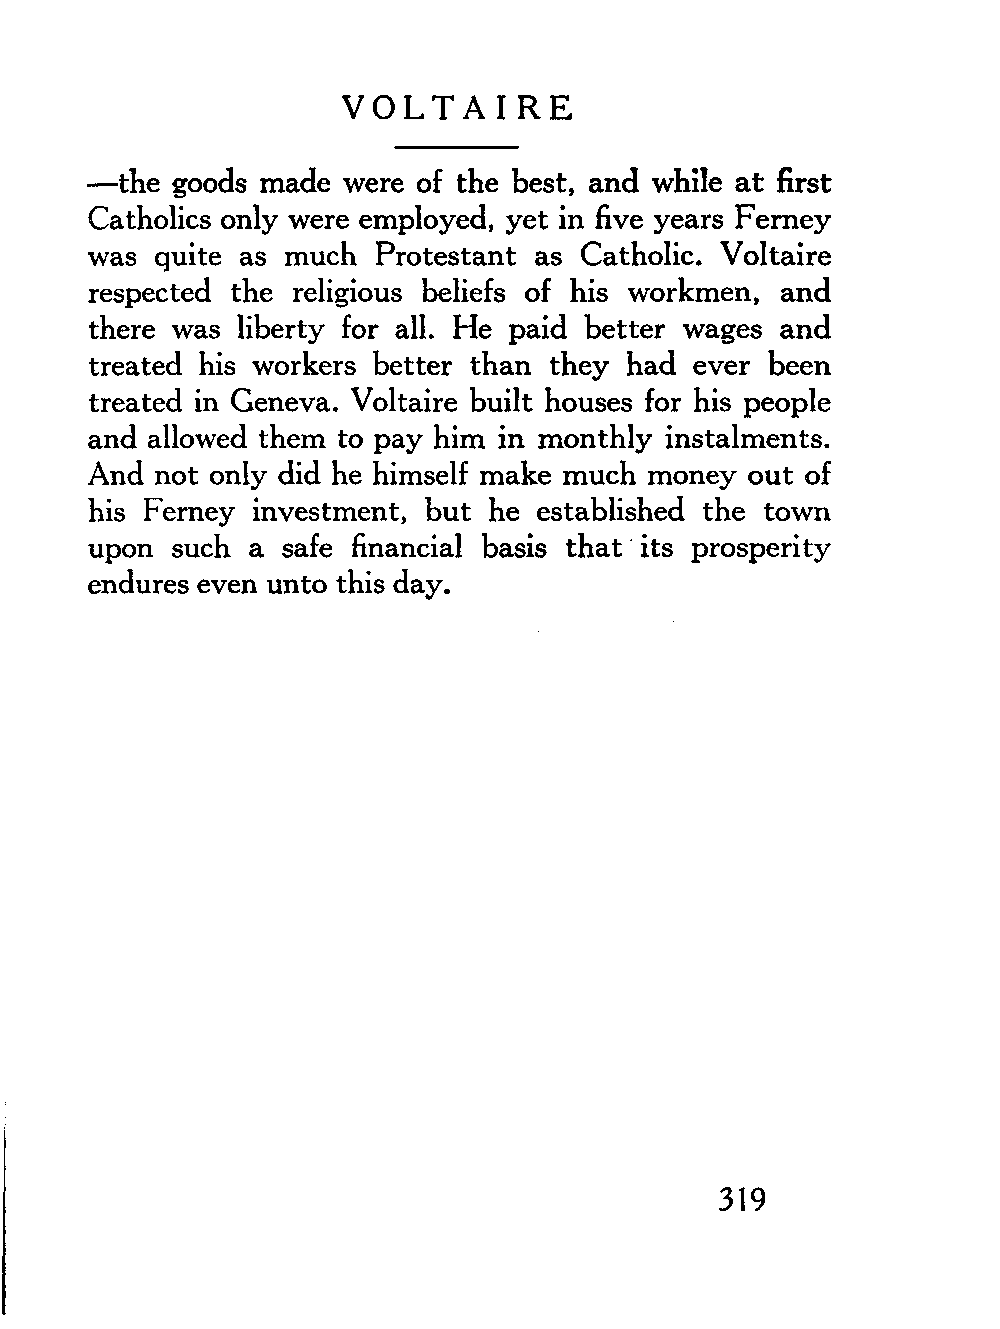 VOLTAIRE
—the goods made were of the best, and while at first
Catholics only were employed, yet in five years Ferney
was quite as much Protestant as Catholic. Voltaire
respected the religious beliefs of his workmen, and
there was liberty for all. He paid better wages and
treated his workers better than they had ever been
treated in Geneva. Voltaire built houses for his people
and allowed them to pay him in monthly instalments.
And not only did he himself make much money out of
his Ferney investment, but he established the town
upon such a safe financial basis that its prosperity
endures even unto this day.
319